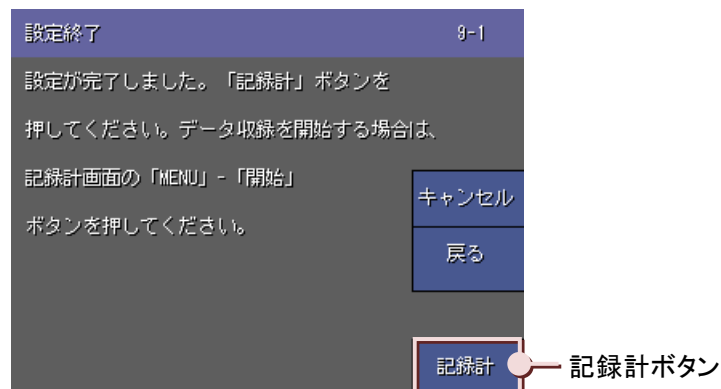 設定終了 9-1
設定が完了しました。「記録計」ボタンを
押してください。データ収録を開始する場合は、
記録計画面の「MENU」-「開始」
ボタンを押してください。
キャンセル
戻る
記録計
記録計ボタン